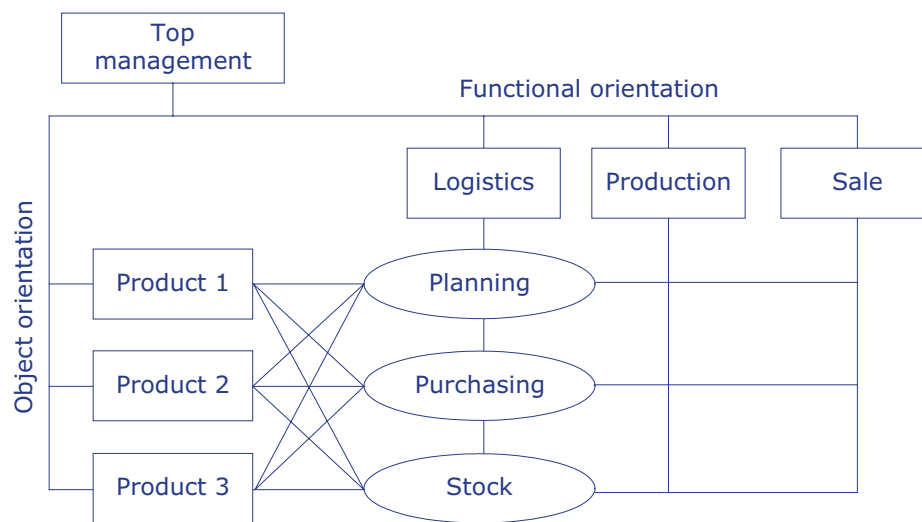 Top
management
Functional orientation
Logistics
Production
Sale
Object orientation
Product 1
Planning
Product 2
Purchasing
Product 3
Stock